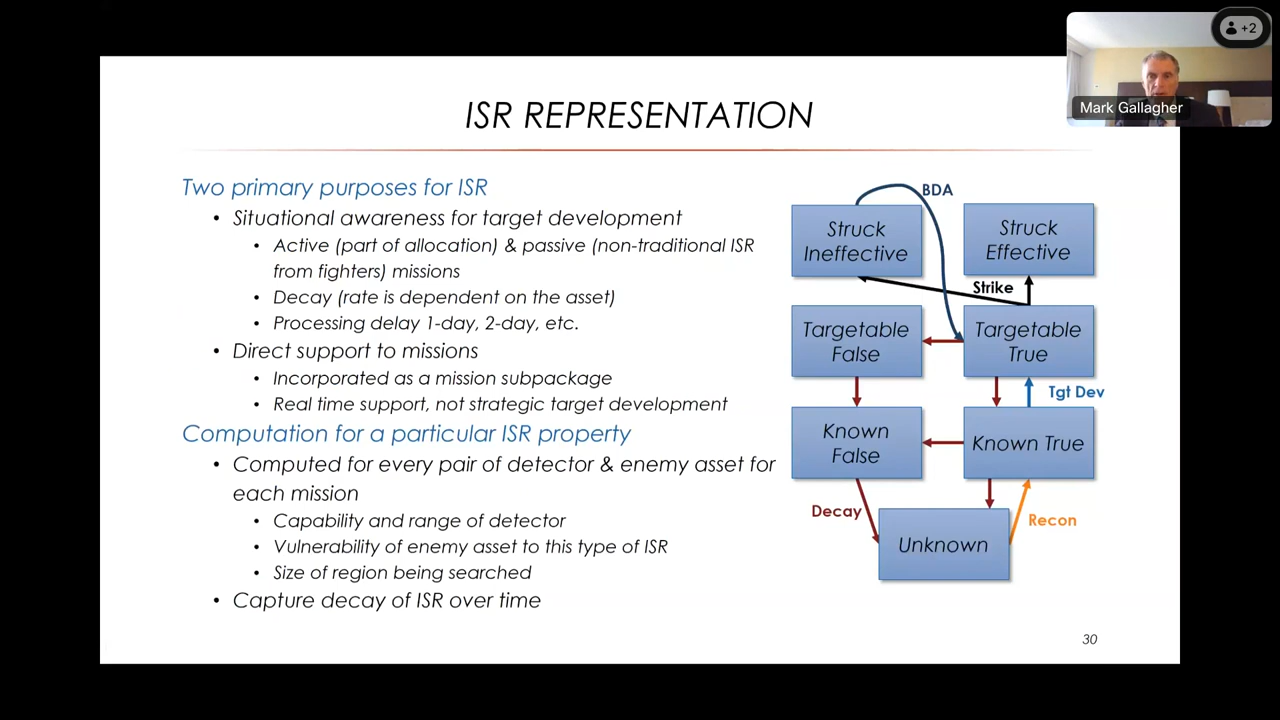 +2
Mark Gallagher
ISR REPRESENTATION
Two primary purposes for ISR
• Situational awareness for target development
• Active (part of allocation) & passive (non-traditional ISR
from fighters) missions
• Decay (rate is dependent on the asset)
• Processing delay 1-day, 2-day, etc.
• Direct support to missions
• Incorporated as a mission subpackage
• Real time support, not strategic target development
Computation for a particular ISR property
• Computed for every pair of detector & enemy asset for
each mission
• Capability and range of detector
• Vulnerability of enemy asset to this type of ISR
• Size of region being searched
• Capture decay of ISR over time
BDA
Struck
Ineffective
Struck
Effective
Strike
Targetable
False
Targetable
True
Tgt Dev
Known
False
Known True
Decay
Recon
Unknown
30